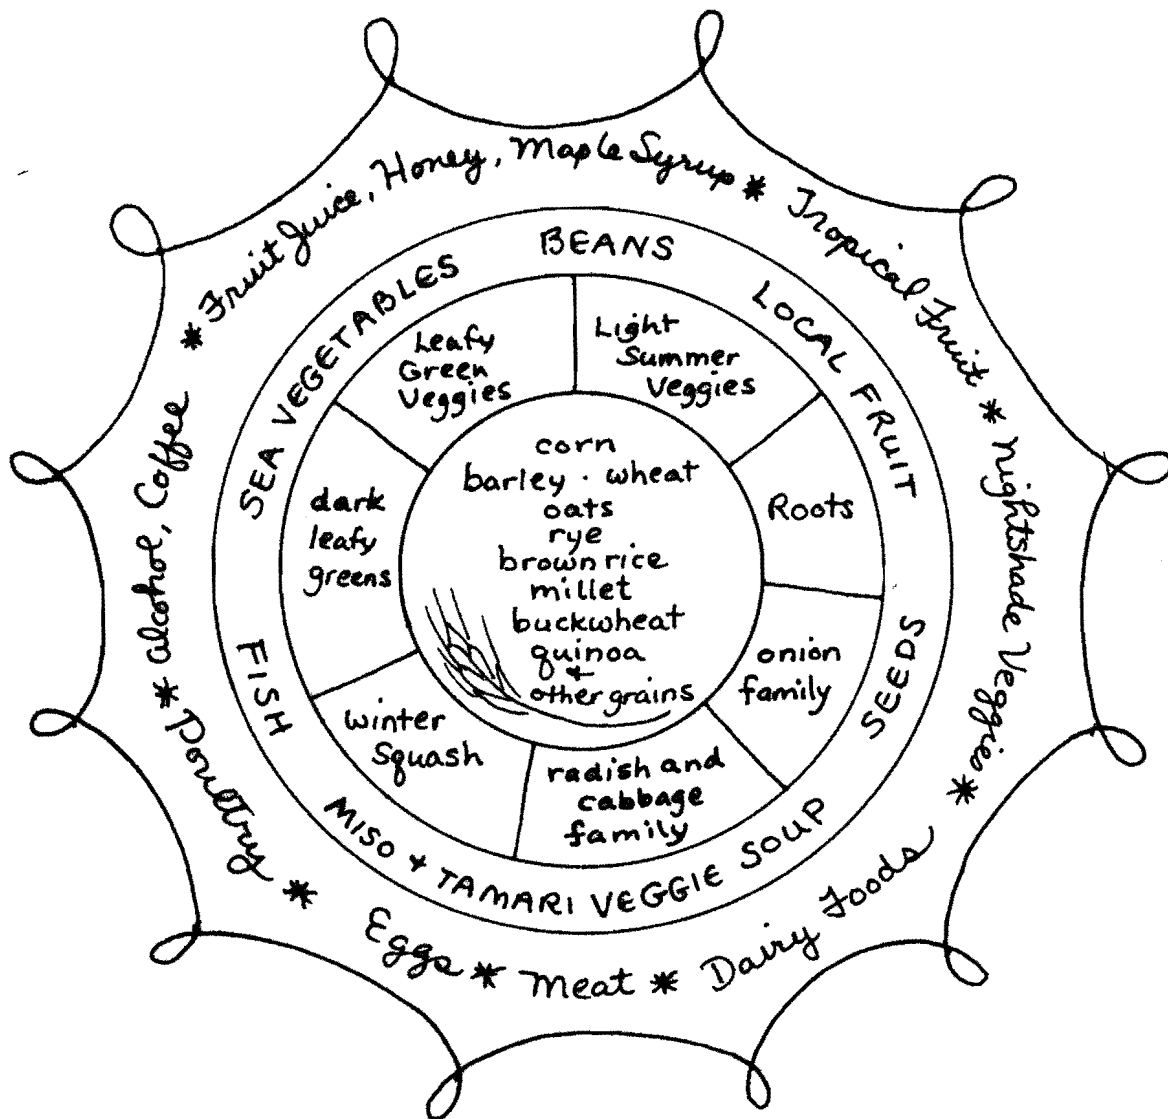 * Fruit Juice, Honey, Maple Syrup * Tropical Fruit * Nightshade Veggies * Dairy Foods * Meat * Eggs * Poultry * Alcohol, Coffee
BEANS
LOCAL FRUIT
SEEDS
MISO + TAMARI VEGGIE SOUP
FISH
SEA VEGETABLES
Leafy
Green
Veggies
Light
Summer
Veggies
Roots
onion
family
radish and
cabbage
family
winter
Squash
dark
leafy
greens
corn
barley · wheat
oats
rye
brown rice
millet
buckwheat
quinoa
+
other grains